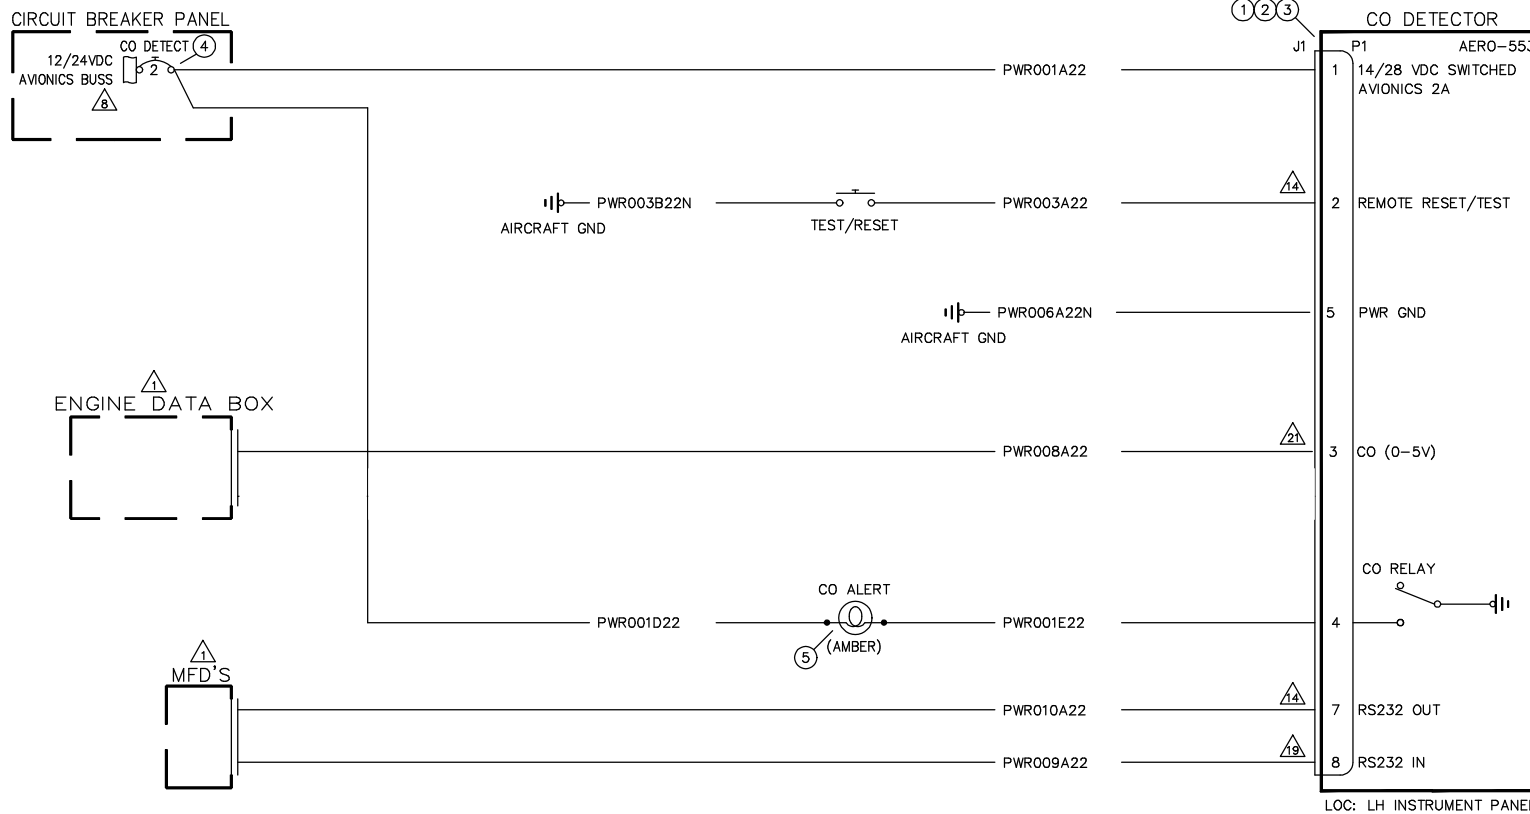 CIRCUIT BREAKER PANEL
CO DETECT 4
12/24VDC
AVIONICS BUSS
2
8
PWR001A22
1 2 3
CO DETECTOR
J1 P1
1 14/28 VDC SWITCHED
AVIONICS 2A
AIRCRAFT GND
PWR003B22N
TEST/RESET
PWR003A22
14
2 REMOTE RESET/TEST
PWR006A22N
AIRCRAFT GND
5 PWR GND
1
ENGINE DATA BOX
PWR008A22
21
3 CO (0-5V)
CO RELAY
PWR001D22
CO ALERT
(AMBER)
5
PWR001E22
4
1
MFD'S
PWR010A22
14
7 RS232 OUT
PWR009A22
19
8 RS232 IN
LOC: LH INSTRUMENT